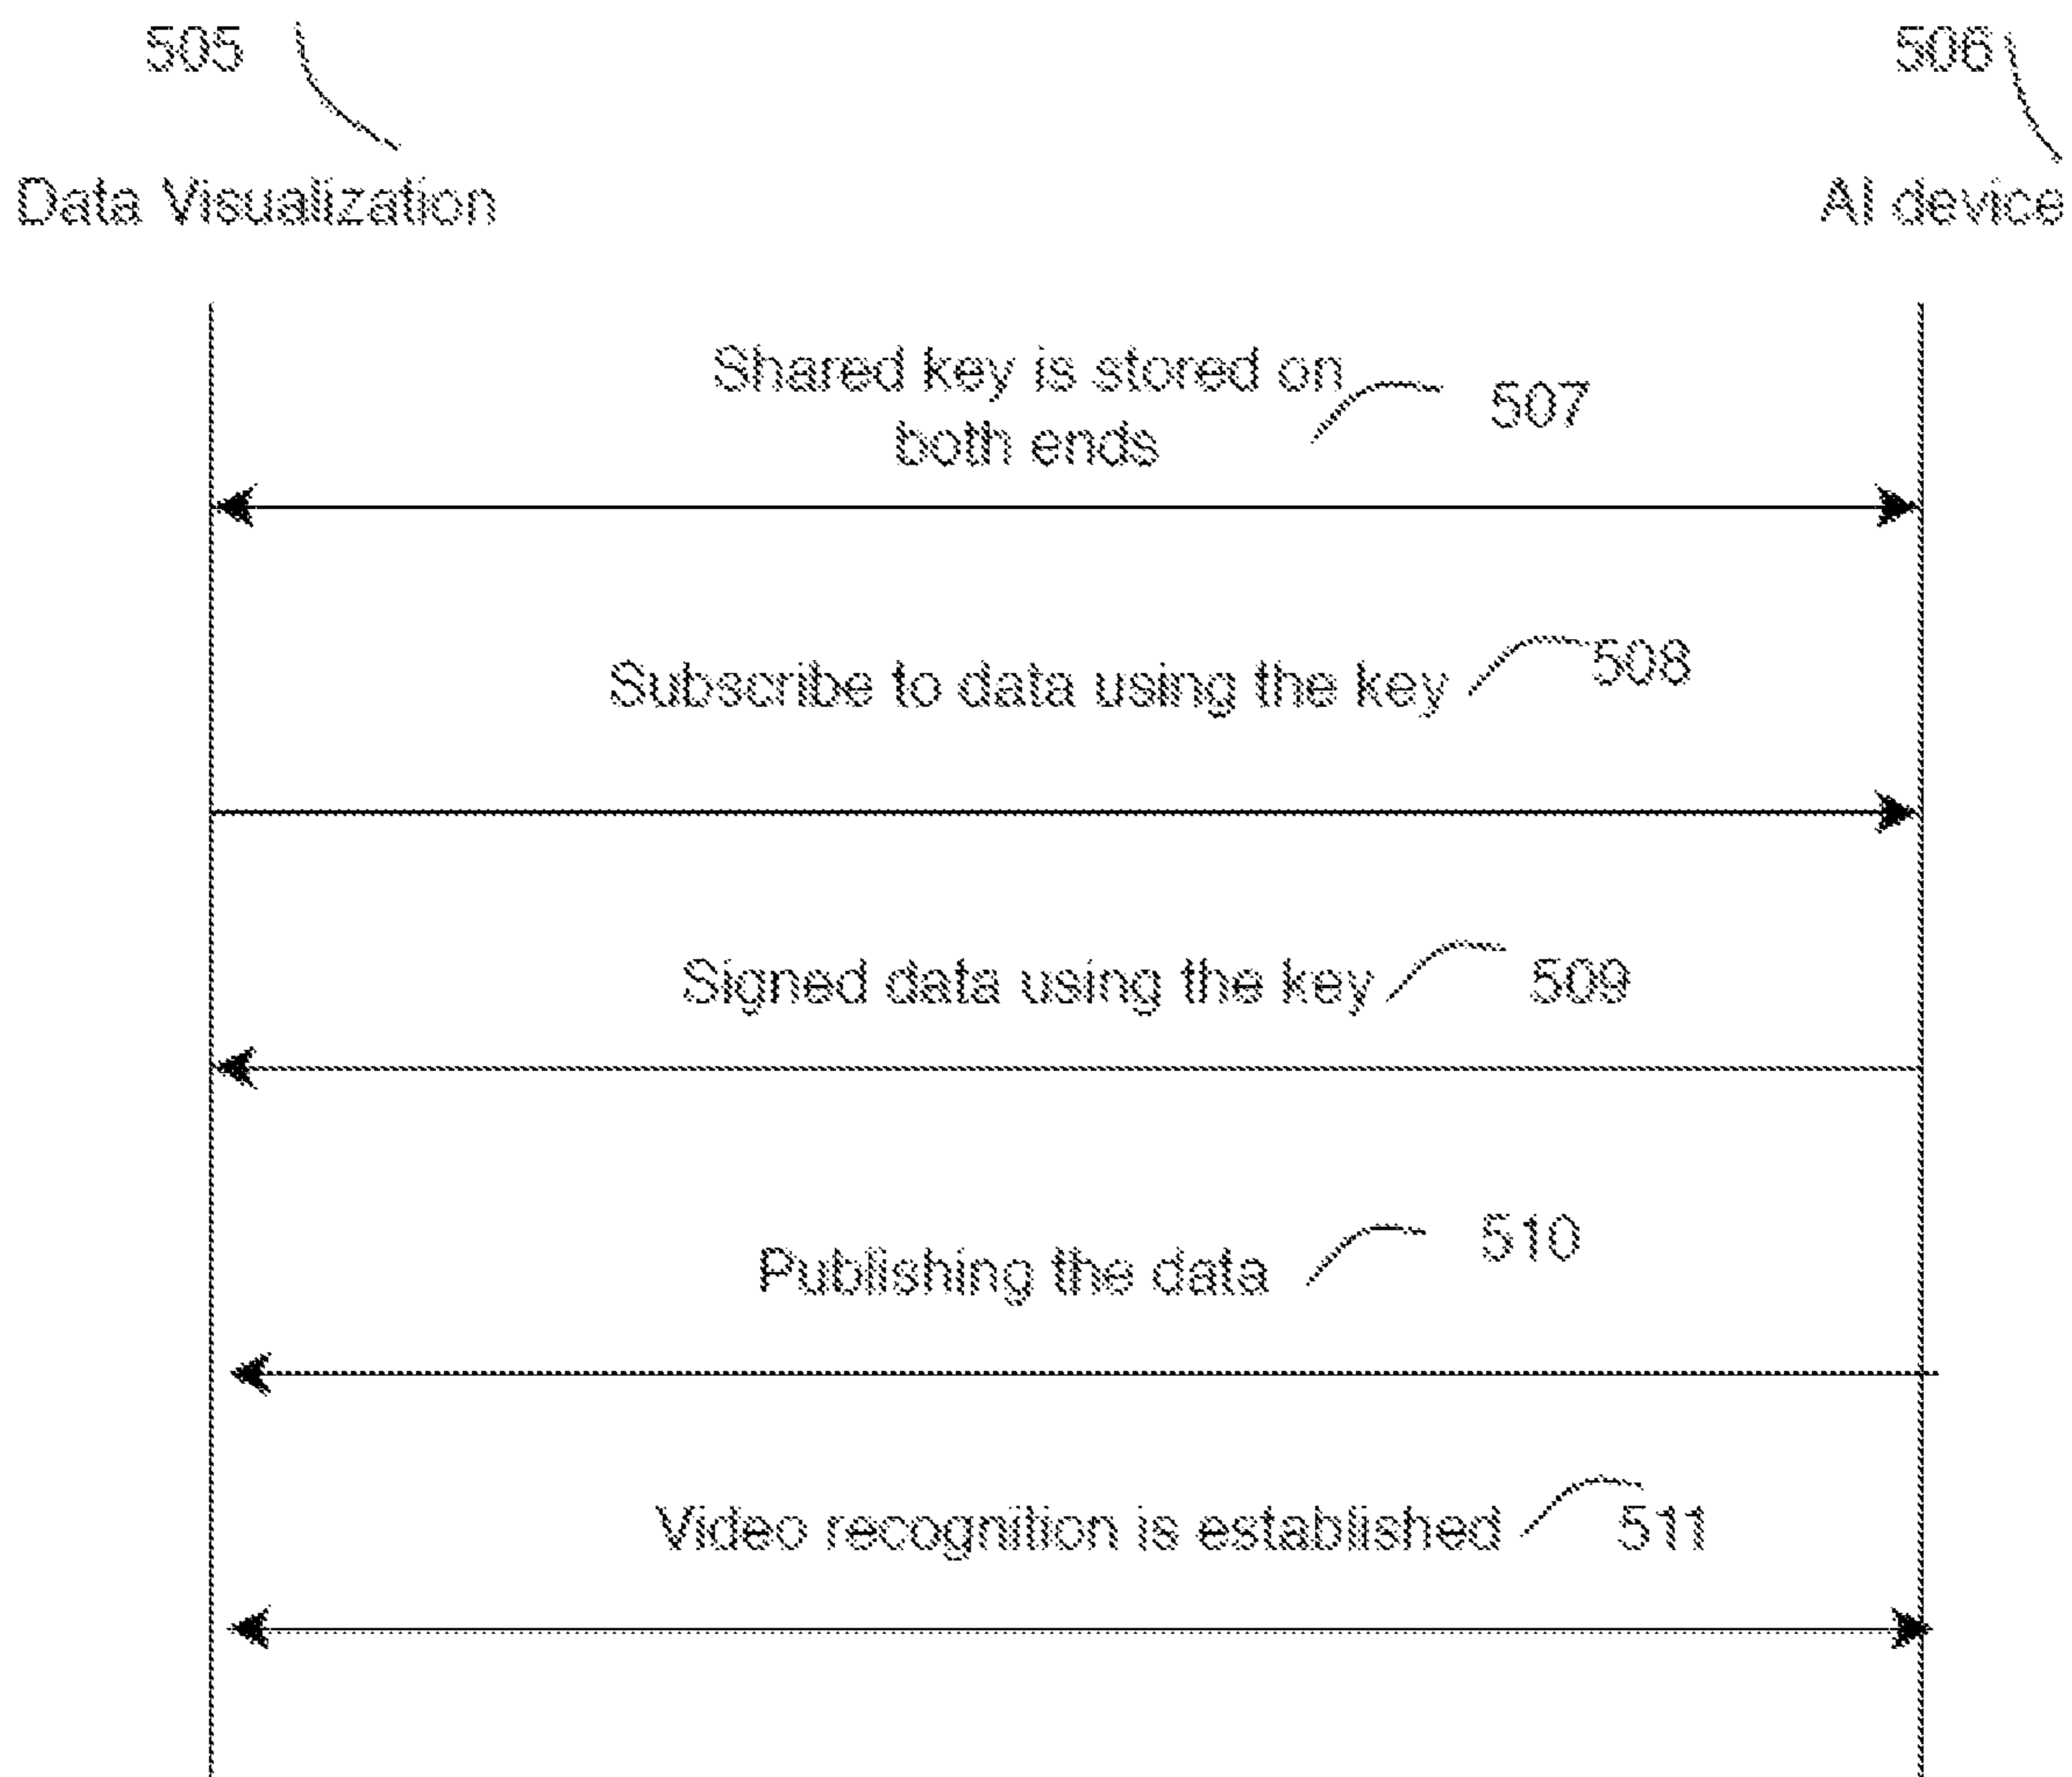 505
506
Data Visualization
AI device
Shared key is stored on
both ends
507
Subscribe to data using the key
508
Signed data using the key
509
Publishing the data
510
Video recognition is established
511